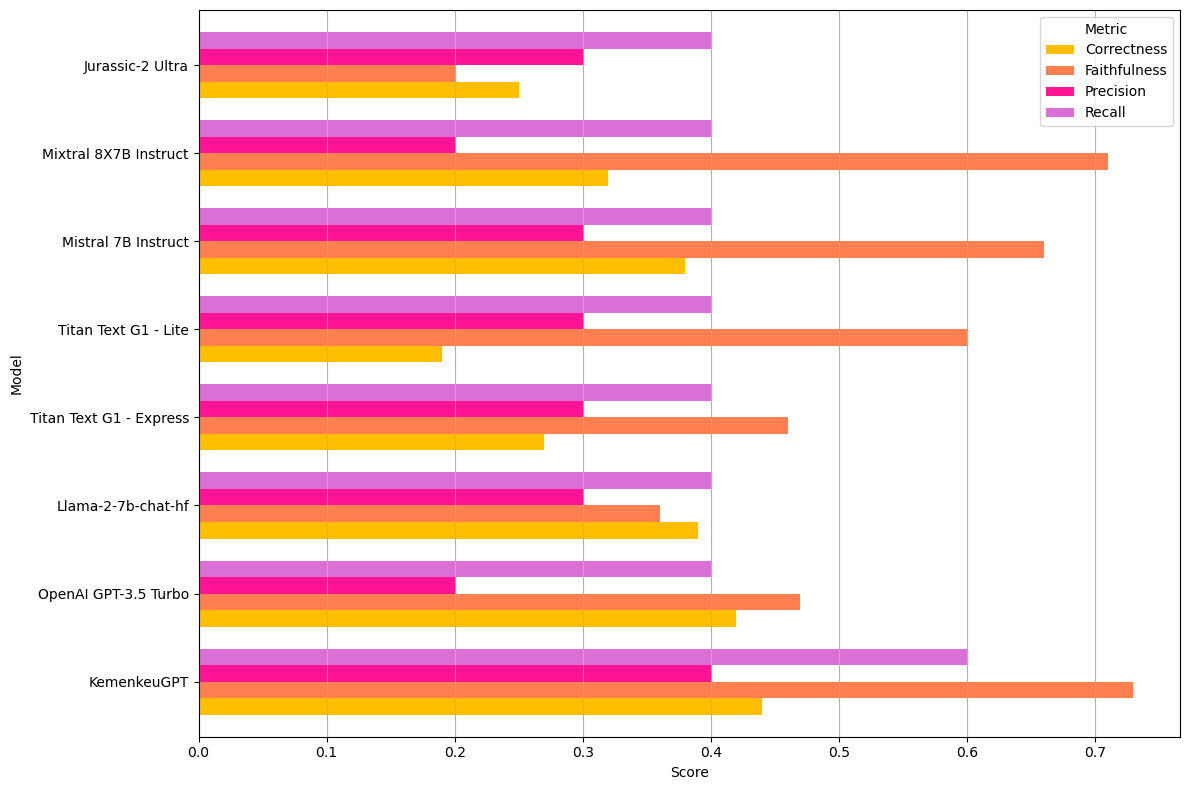 Metric
Correctness
Faithfulness
Precision
Recall
Model
Jurassic-2 Ultra
Mixtral 8X7B Instruct
Mistral 7B Instruct
Titan Text G1 - Lite
Titan Text G1 - Express
Llama-2-7b-chat-hf
OpenAI GPT-3.5 Turbo
KemenkeuGPT
0.0 0.1 0.2 0.3 0.4 0.5 0.6 0.7
Score